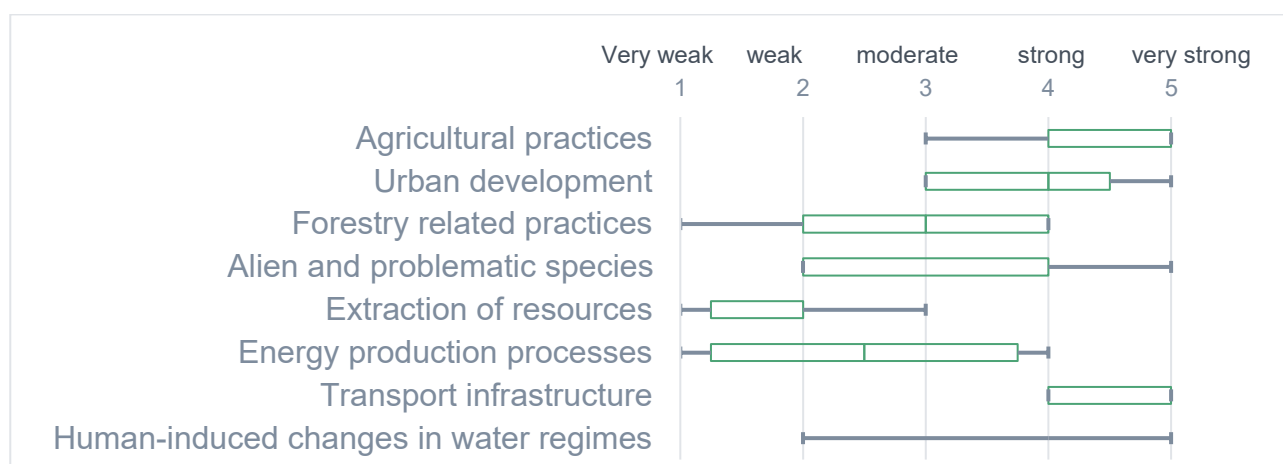 Very weak weak moderate strong very strong
1 2 3 4 5
Agricultural practices
Urban development
Forestry related practices
Alien and problematic species
Extraction of resources
Energy production processes
Transport infrastructure
Human-induced changes in water regimes